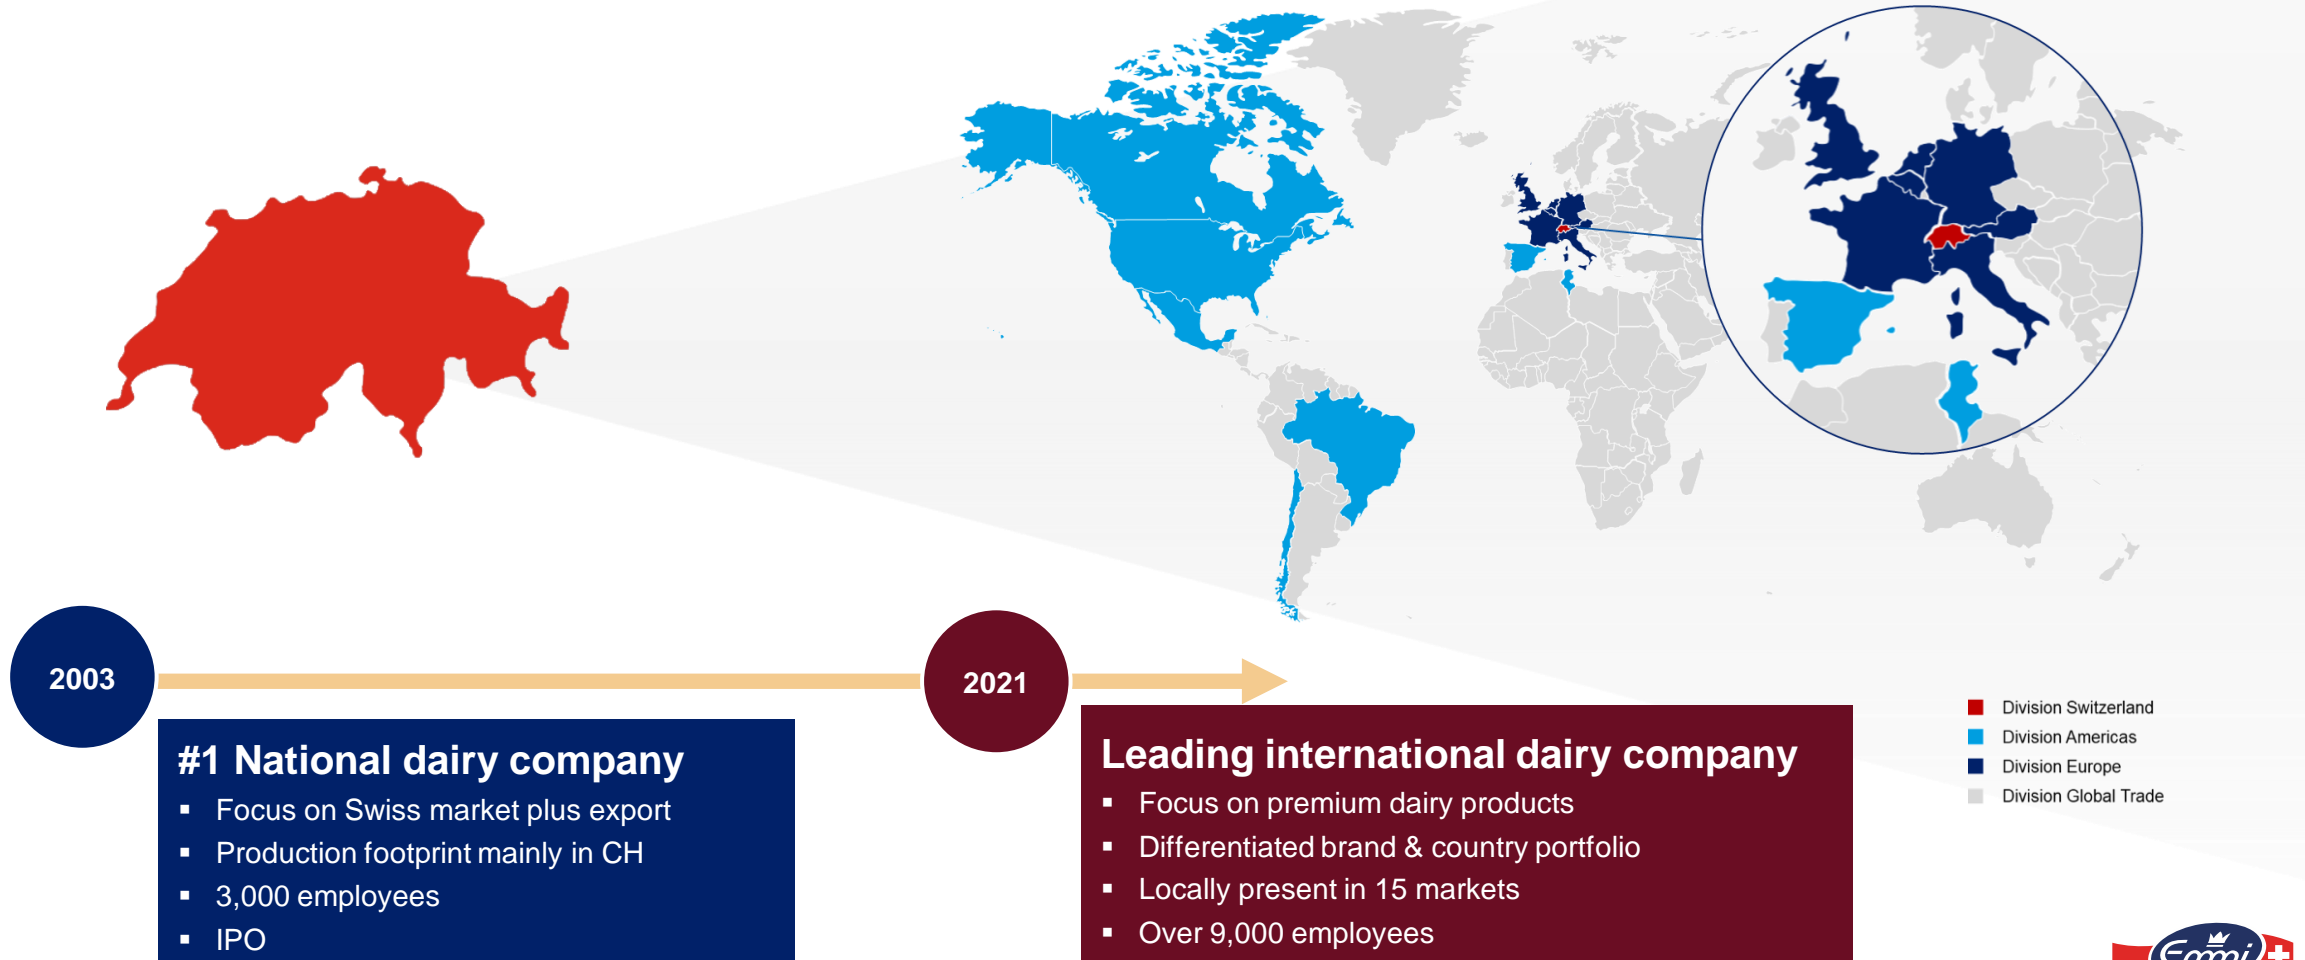 2003
2021
#1 National dairy company
▪ Focus on Swiss market plus export
▪ Production footprint mainly in CH
▪ 3,000 employees
▪ IPO
Leading international dairy company
▪ Focus on premium dairy products
▪ Differentiated brand & country portfolio
▪ Locally present in 15 markets
▪ Over 9,000 employees
Division Switzerland
Division Americas
Division Europe
Division Global Trade
Emmi